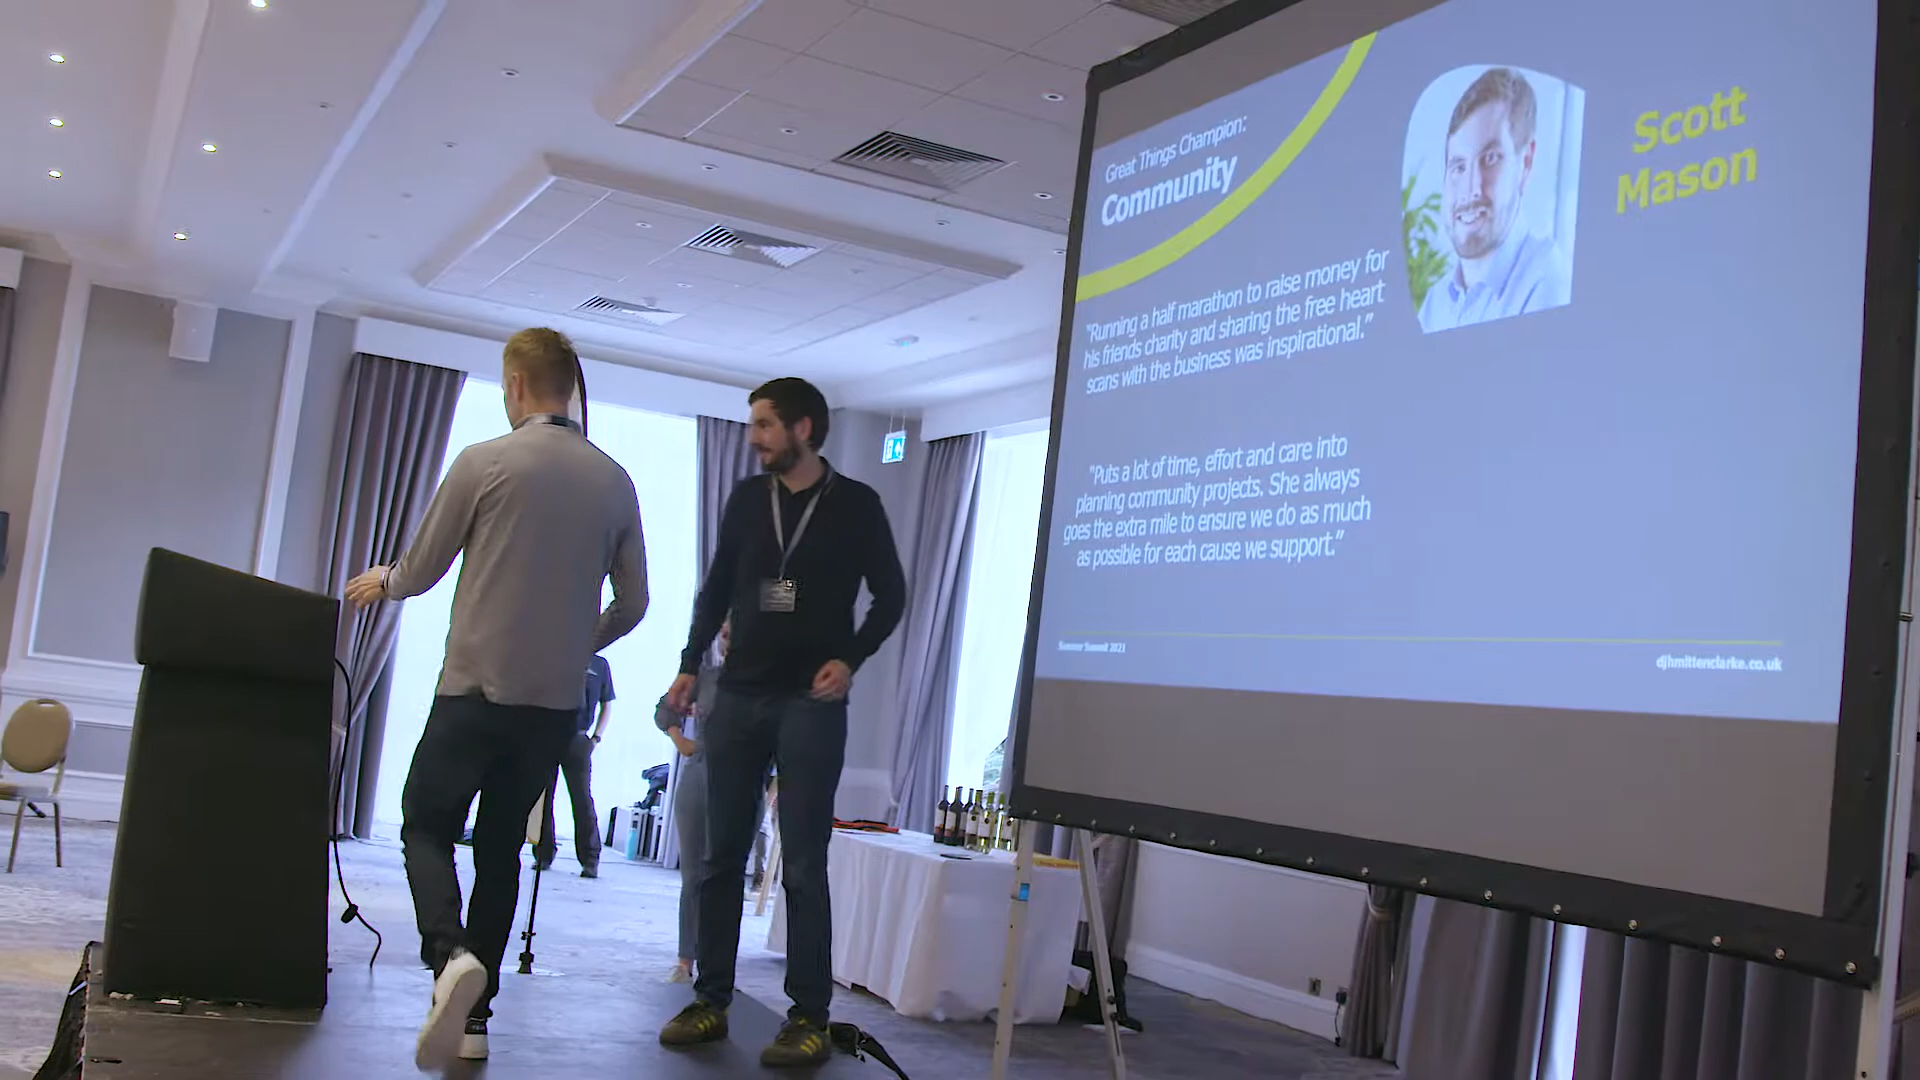 Great Things Champion:
Community
Scott
Mason
"Running a half marathon to raise money for
his friends charity and sharing the free heart
scans with the business was inspirational."
"Puts a lot of time, effort and care into
planning community projects. She always
goes the extra mile to ensure we do as much
as possible for each cause we support."
Summer Summit 2021
djhmittenclarke.co.uk